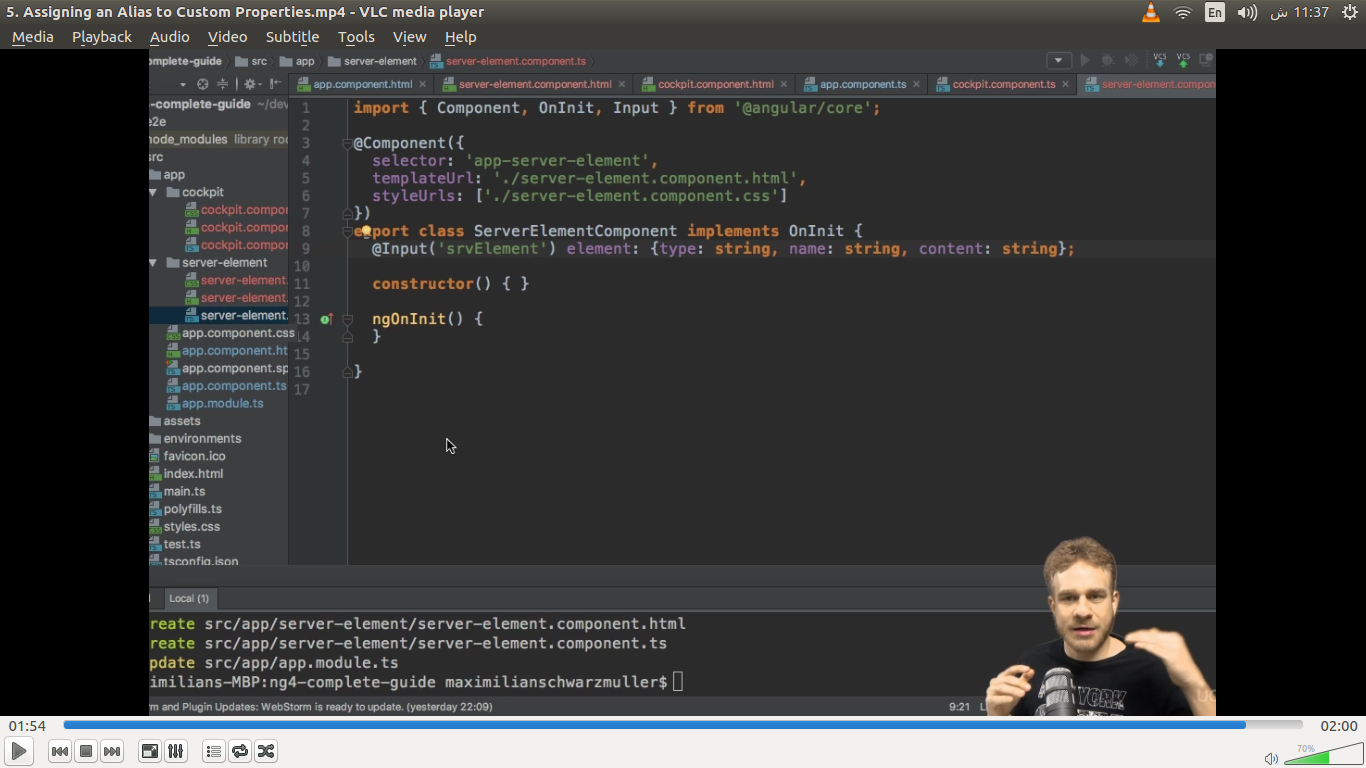 5. Assigning an Alias to Custom Properties.mp4 - VLC media player
En
11:37 ش
Media Playback Audio Video Subtitle Tools View Help
omplete-guide src app server-element server-element.component.ts
app.component.html server-element.component.html cockpit.component.html app.component.ts cockpit.component.ts server-element.componen
-complete-guide ~/dev
e2e
node_modules library roo
src
app
cockpit
cockpit.compor
cockpit.compor
cockpit.compor
server-element
server-element.
server-element.
server-element.
app.component.css
app.component.ht
app.component.sp
app.component.ts
app.module.ts
assets
environments
favicon.ico
index.html
main.ts
polyfills.ts
styles.css
test.ts
tsconfig.json
1 import { Component, OnInit, Input } from '@angular/core';
2
3 @Component({
4 selector: 'app-server-element',
5 templateUrl: './server-element.component.html',
6 styleUrls: ['./server-element.component.css']
7 })
8 export class ServerElementComponent implements OnInit {
9 @Input('srvElement') element: {type: string, name: string, content: string};
10
11 constructor() { }
12
13 ngOnInit() {
14 }
15
16 }
17
Local (1)
reate src/app/server-element/server-element.component.html
reate src/app/server-element/server-element.component.ts
pdate src/app/app.module.ts
imilians-MBP:ng4-complete-guide maximilianschwarzmuller$
rm and Plugin Updates: WebStorm is ready to update. (yesterday 22:09)
9:21
YORK
01:54
02:00
70%